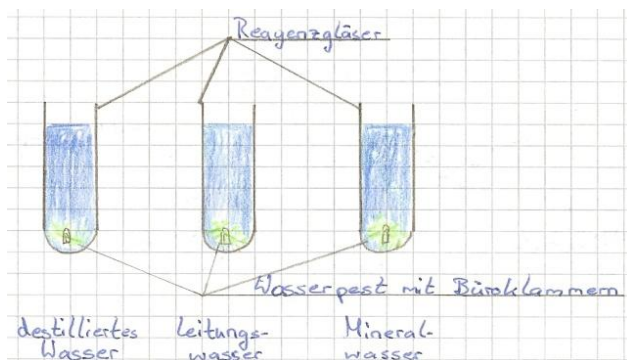 Reagenzgläser
Wasserpest mit Büroklammern
destilliertes
Wasser
Leitungs-
wasser
Mineral-
wasser